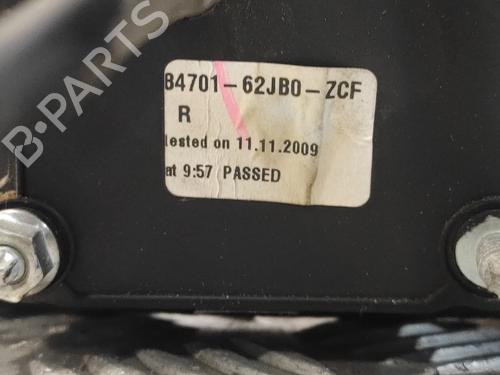 84701-62JB0-ZCF
R
tested on 11.11.2009
at 9:57 PASSED
B-PARTS